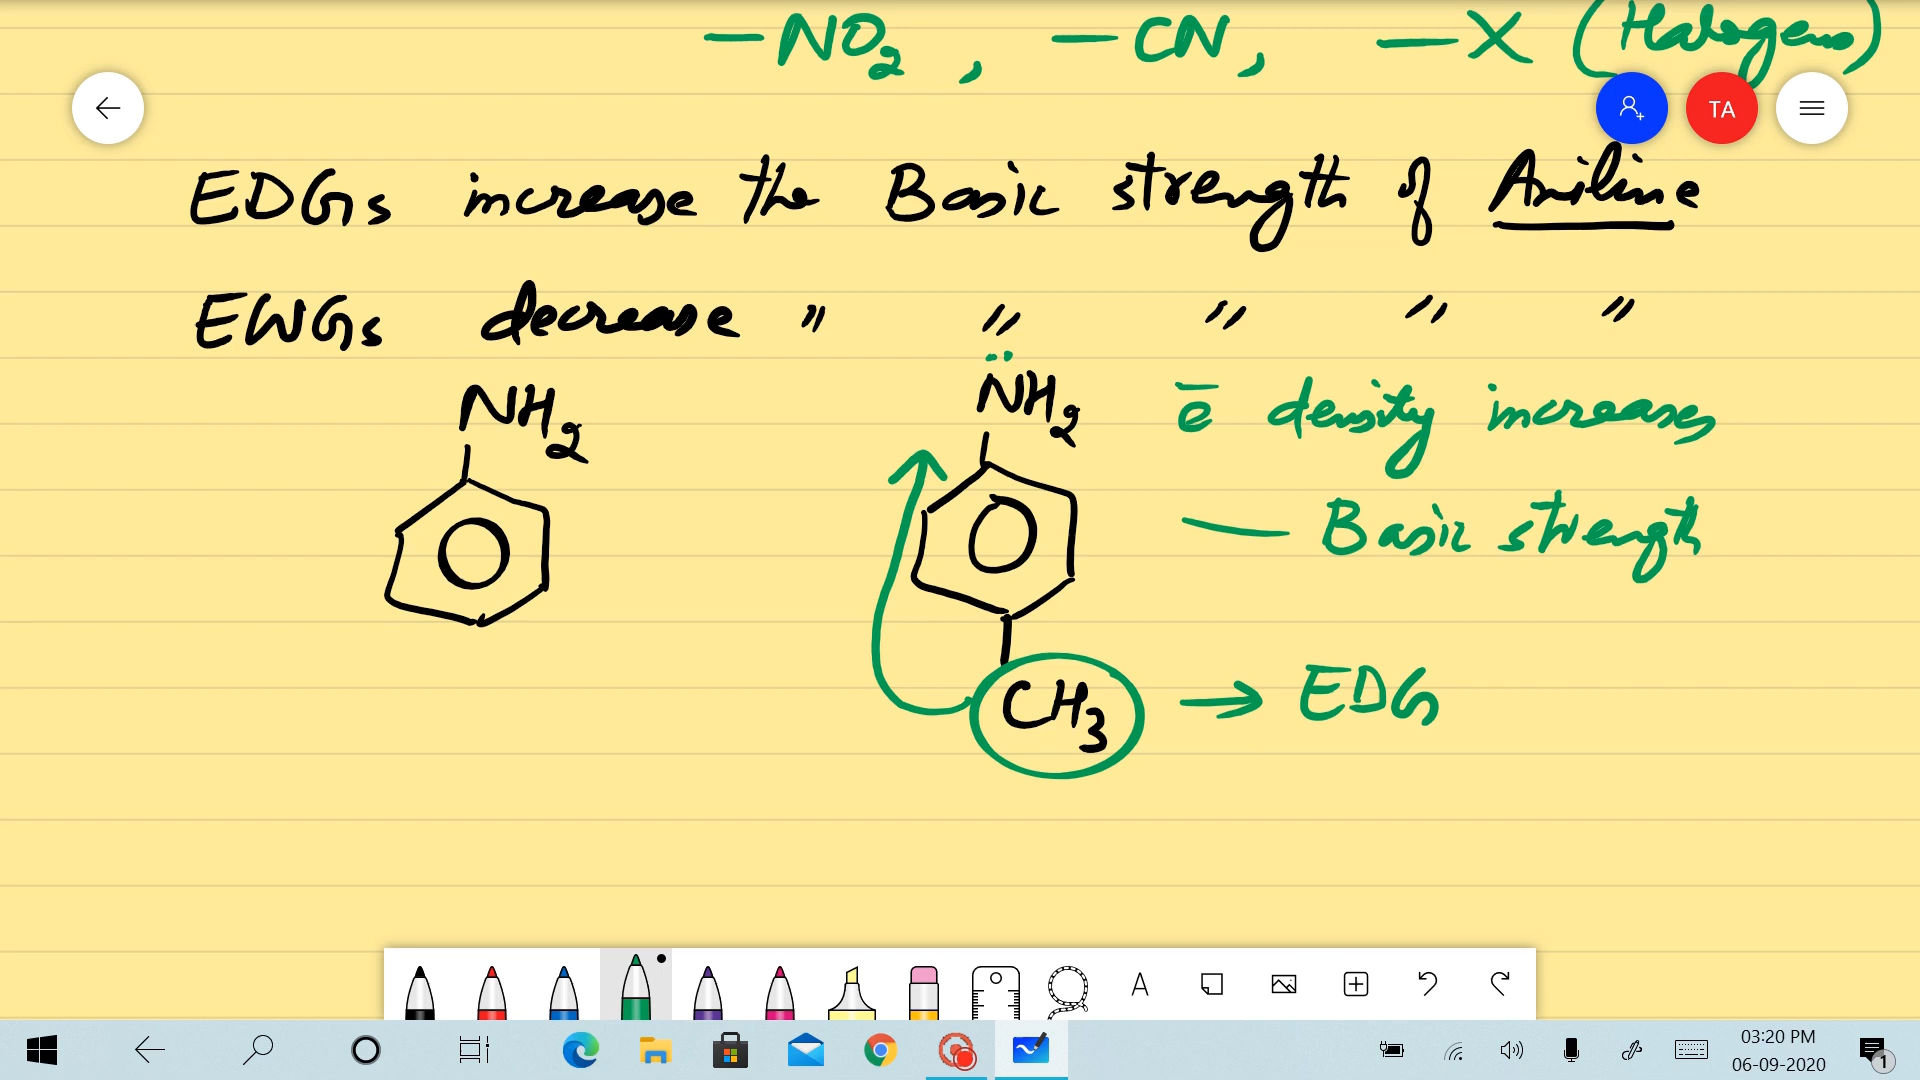 —NO2 , —CN, —X (Halogens)
TA
EDGs increase the Basic strength of Aniline
EWGs decrease " " " " "
NH2
NH2
ē density increases
— Basic strength
CH3 → EDG
A
03:20 PM
06-09-2020
1